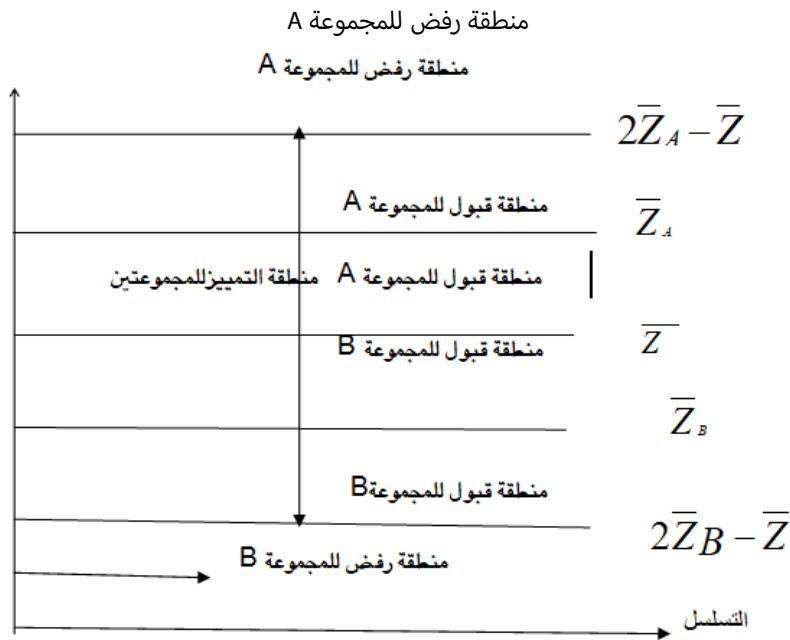 منطقة رفض للمجموعة A
منطقة رفض للمجموعة A
2Z̅A − Z̅
منطقة قبول للمجموعة A
Z̅A
منطقة التمييزللمجموعتين
منطقة قبول للمجموعة A
Z̅
منطقة قبول للمجموعة B
Z̅B
منطقة قبول للمجموعةB
2Z̅B − Z̅
منطقة رفض للمجموعة B
التسلسل